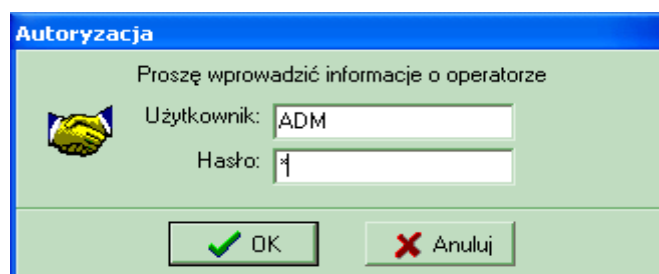 Autoryzacja
Proszę wprowadzić informacje o operatorze
Użytkownik: ADM
Hasło: *
OK Anuluj